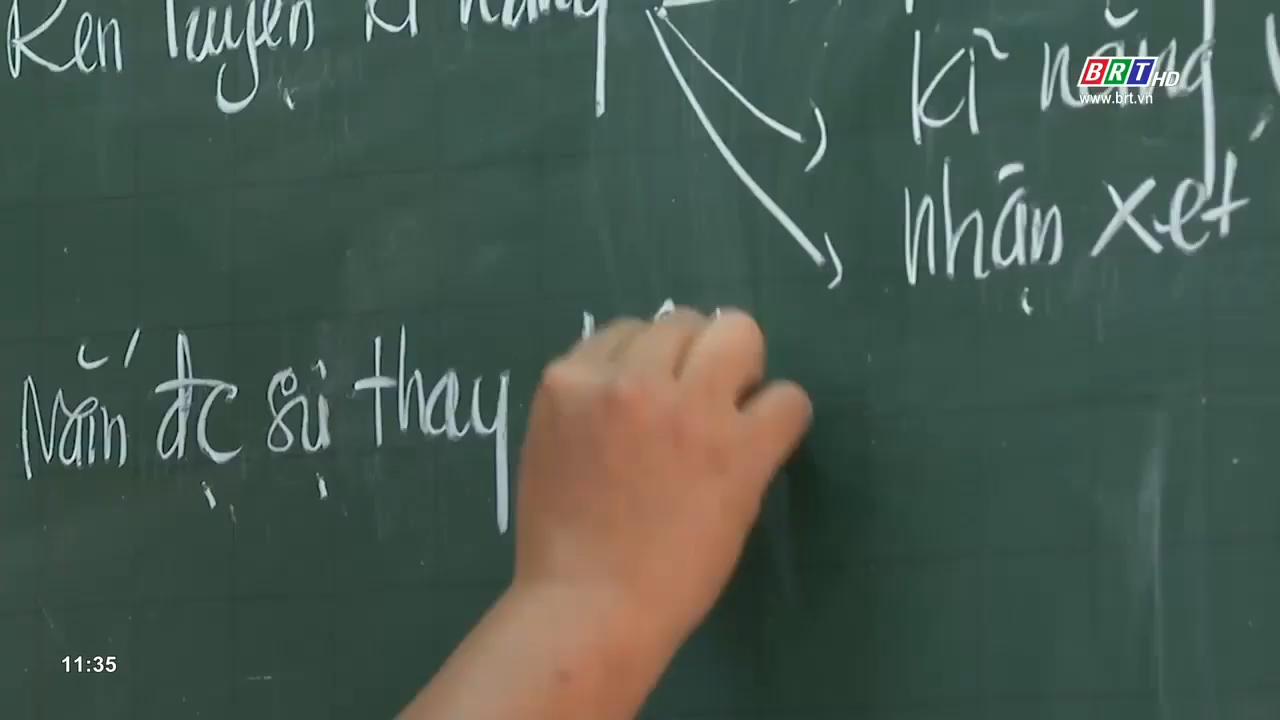 Rèn luyện kĩ năng
kĩ năng
nhận xét
BRT HD
www.brt.vn
Nắm đc sự thay
11:35